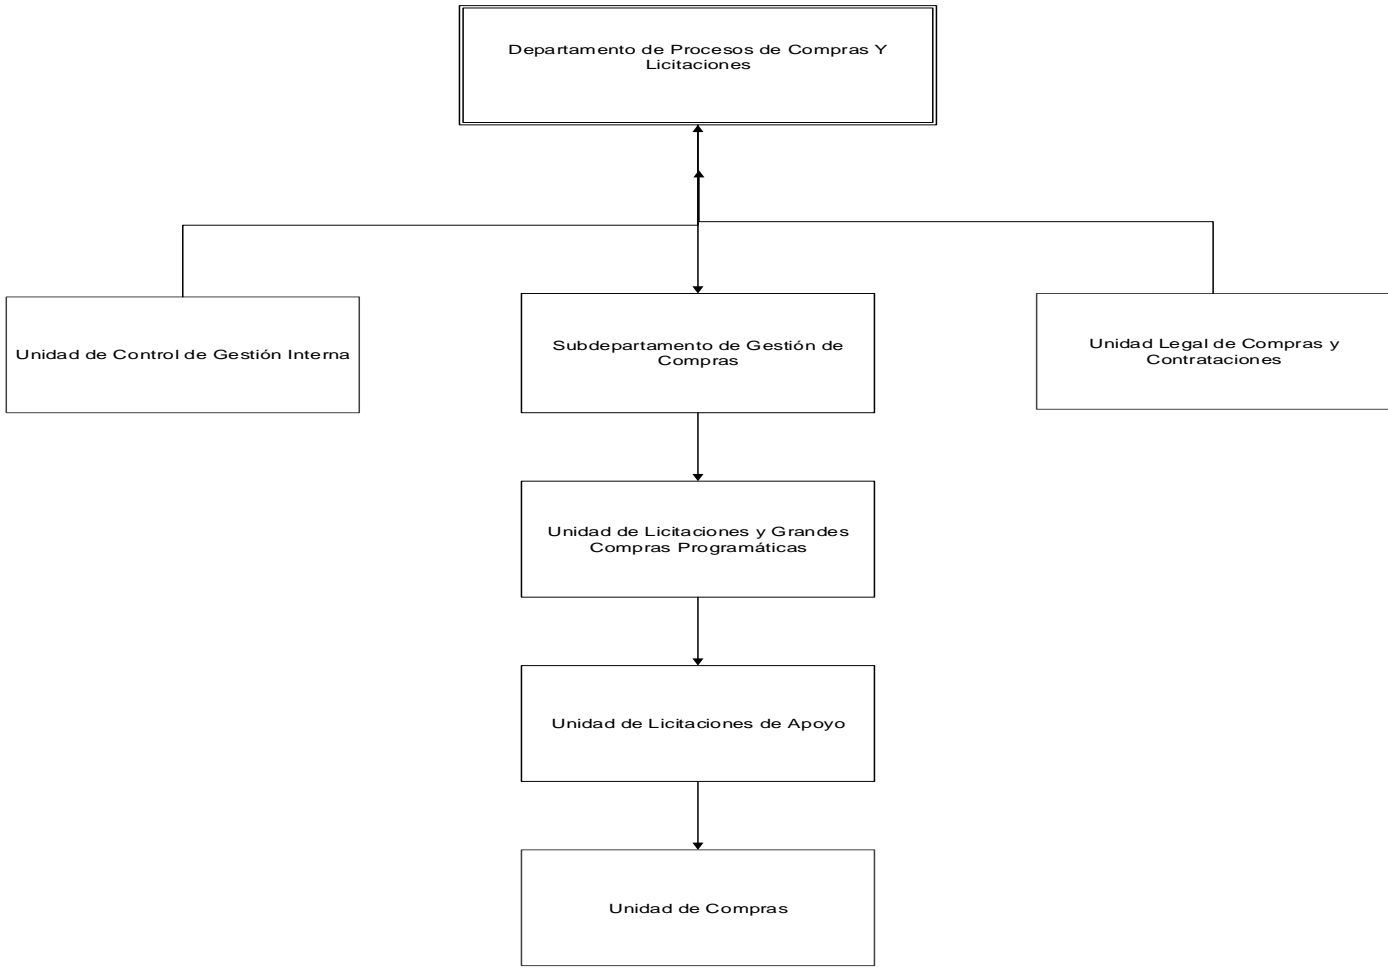 Departamento de Procesos de Compras Y
Licitaciones
Unidad de Control de Gestión Interna
Subdepartamento de Gestión de
Compras
Unidad Legal de Compras y
Contrataciones
Unidad de Licitaciones y Grandes
Compras Programáticas
Unidad de Licitaciones de Apoyo
Unidad de Compras